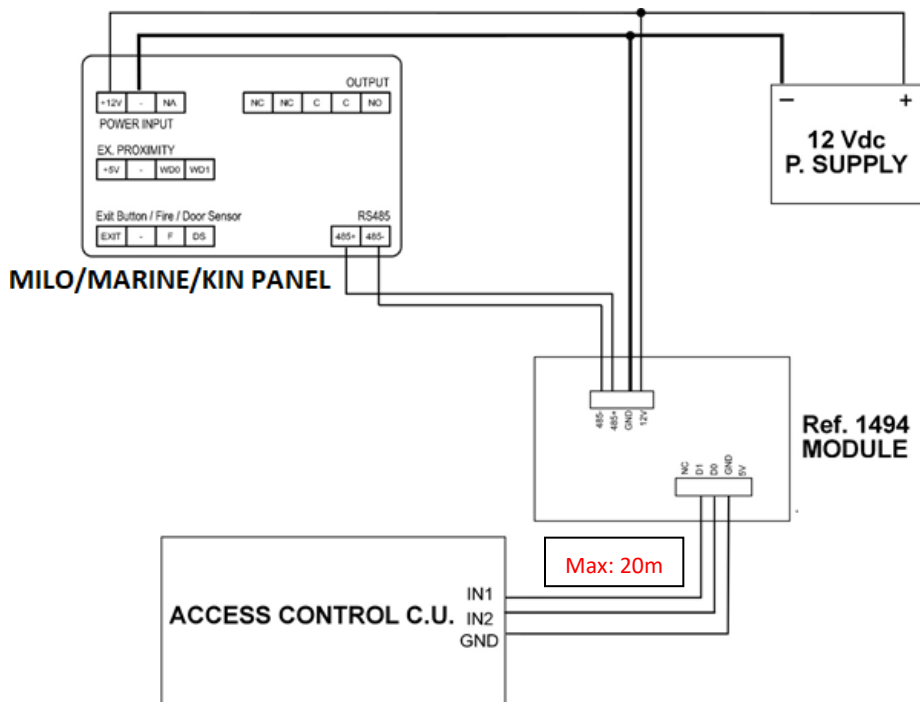 OUTPUT
+12V - NA
NC NC C C NO
POWER INPUT
EX. PROXIMITY
+5V - WD0 WD1
Exit Button / Fire / Door Sensor
RS485
EXIT - F DS
485+ 485-
MILO/MARINE/KIN PANEL
- +
12 Vdc
P. SUPPLY
485- 485+ GND 12V
Ref. 1494
MODULE
NC D1 D0 GND 5V
Max: 20m
ACCESS CONTROL C.U.
IN1
IN2
GND